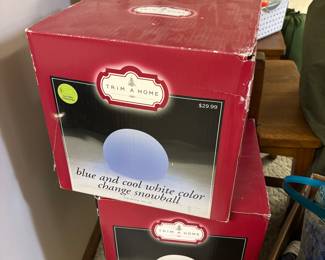 TRIM A HOME
$29.99
blue and cool white color
change snowball
TRIM A HOME